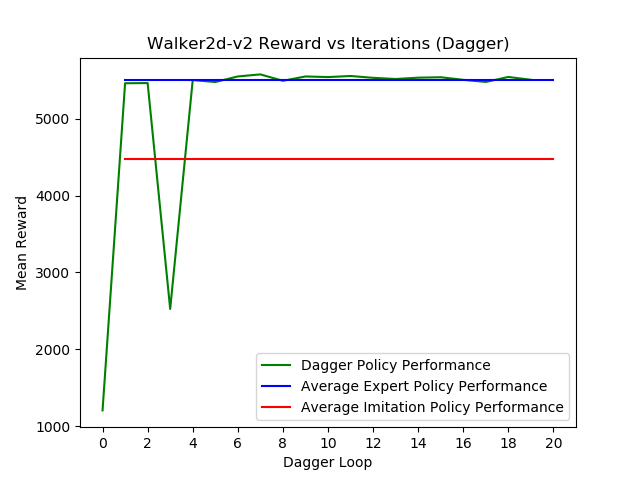 Walker2d-v2 Reward vs Iterations (Dagger)
Mean Reward
5000
4000
3000
2000
1000
Dagger Policy Performance
Average Expert Policy Performance
Average Imitation Policy Performance
0 2 4 6 8 10 12 14 16 18 20
Dagger Loop